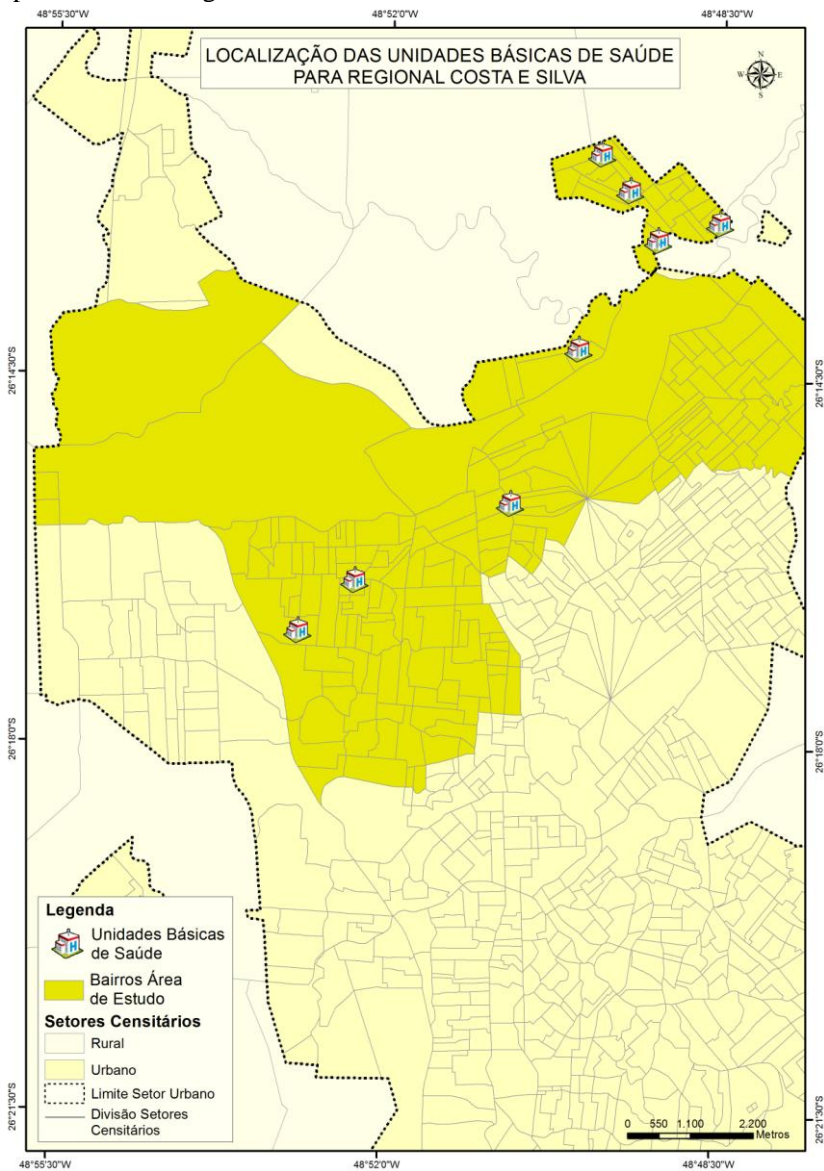 48°55'30"W 48°52'0"W 48°48'30"W
LOCALIZAÇÃO DAS UNIDADES BÁSICAS DE SAÚDE
PARA REGIONAL COSTA E SILVA
N
W E
S
26°14'30"S 26°14'30"S
26°18'0"S 26°18'0"S
Legenda
H Unidades Básicas
de Saúde
Bairros Área
de Estudo
Setores Censitários
Rural
Urbano
Limite Setor Urbano
Divisão Setores
Censitários
0 550 1.100 2.200
Metros
26°21'30"S 26°21'30"S
48°55'30"W 48°52'0"W 48°48'30"W